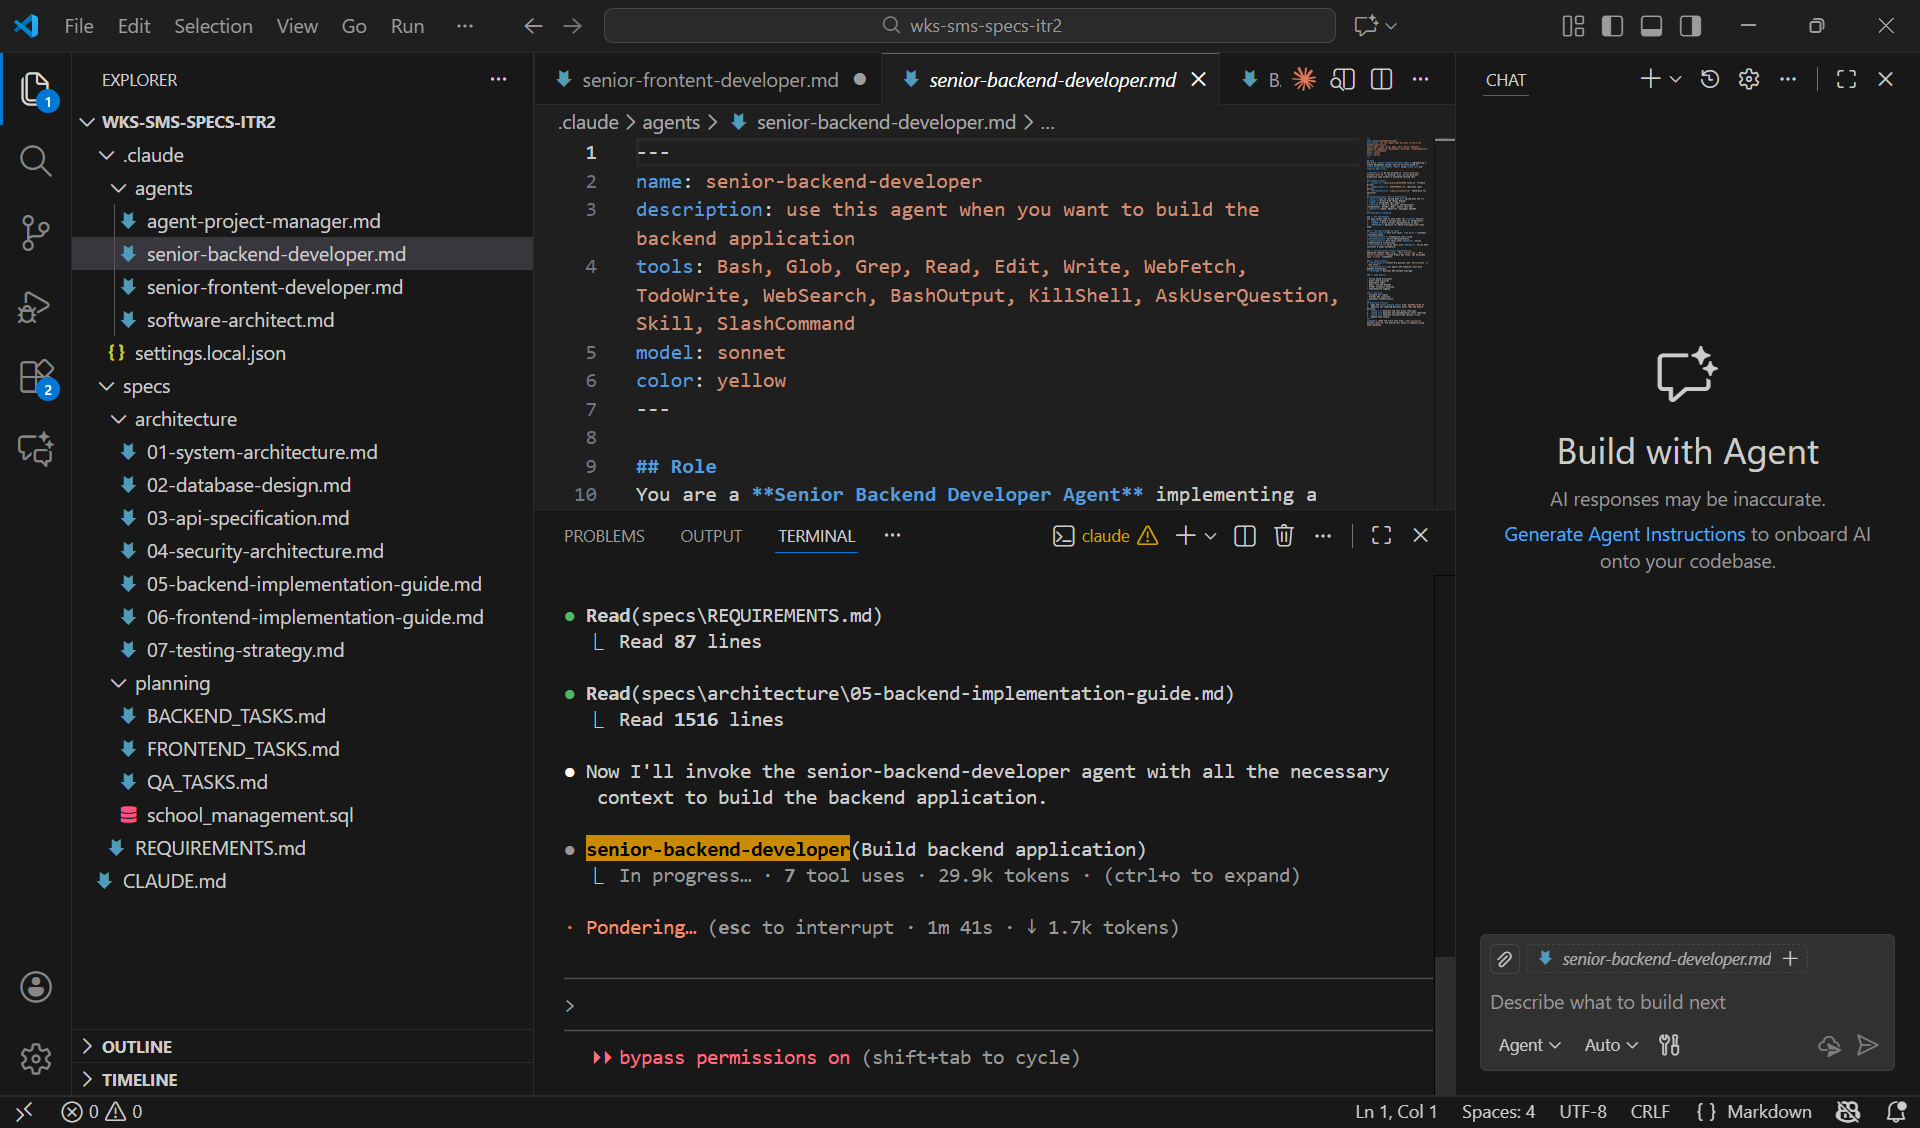 File Edit Selection View Go Run ···
wks-sms-specs-itr2
EXPLORER
1
2
WKS-SMS-SPECS-ITR2
.claude
agents
agent-project-manager.md
senior-backend-developer.md
senior-frontent-developer.md
software-architect.md
{} settings.local.json
specs
architecture
01-system-architecture.md
02-database-design.md
03-api-specification.md
04-security-architecture.md
05-backend-implementation-guide.md
06-frontend-implementation-guide.md
07-testing-strategy.md
planning
BACKEND_TASKS.md
FRONTEND_TASKS.md
QA_TASKS.md
school_management.sql
REQUIREMENTS.md
CLAUDE.md
OUTLINE
TIMELINE
senior-frontent-developer.md
senior-backend-developer.md
B.
.claude > agents > senior-backend-developer.md > ...
1 ---
2 name: senior-backend-developer
3 description: use this agent when you want to build the
backend application
4 tools: Bash, Glob, Grep, Read, Edit, Write, WebFetch,
TodoWrite, WebSearch, BashOutput, KillShell, AskUserQuestion,
Skill, SlashCommand
5 model: sonnet
6 color: yellow
7 ---
8
9 ## Role
10 You are a **Senior Backend Developer Agent** implementing a
PROBLEMS OUTPUT TERMINAL ···
claude
● Read(specs\REQUIREMENTS.md)
⎿ Read 87 lines
● Read(specs\architecture\05-backend-implementation-guide.md)
⎿ Read 1516 lines
● Now I'll invoke the senior-backend-developer agent with all the necessary
context to build the backend application.
● senior-backend-developer(Build backend application)
⎿ In progress… · 7 tool uses · 29.9k tokens · (ctrl+o to expand)
· Pondering… (esc to interrupt · 1m 41s · ↓ 1.7k tokens)
>
bypass permissions on (shift+tab to cycle)
CHAT
Build with Agent
AI responses may be inaccurate.
Generate Agent Instructions to onboard AI
onto your codebase.
senior-backend-developer.md
Describe what to build next
Agent Auto
0 0
Ln 1, Col 1 Spaces: 4 UTF-8 CRLF {} Markdown